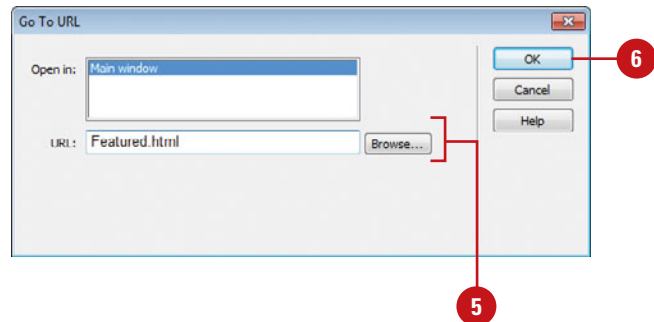 Go To URL
Open in: Main window
OK
6
Cancel
Help
URL: Featured.html Browse...
5